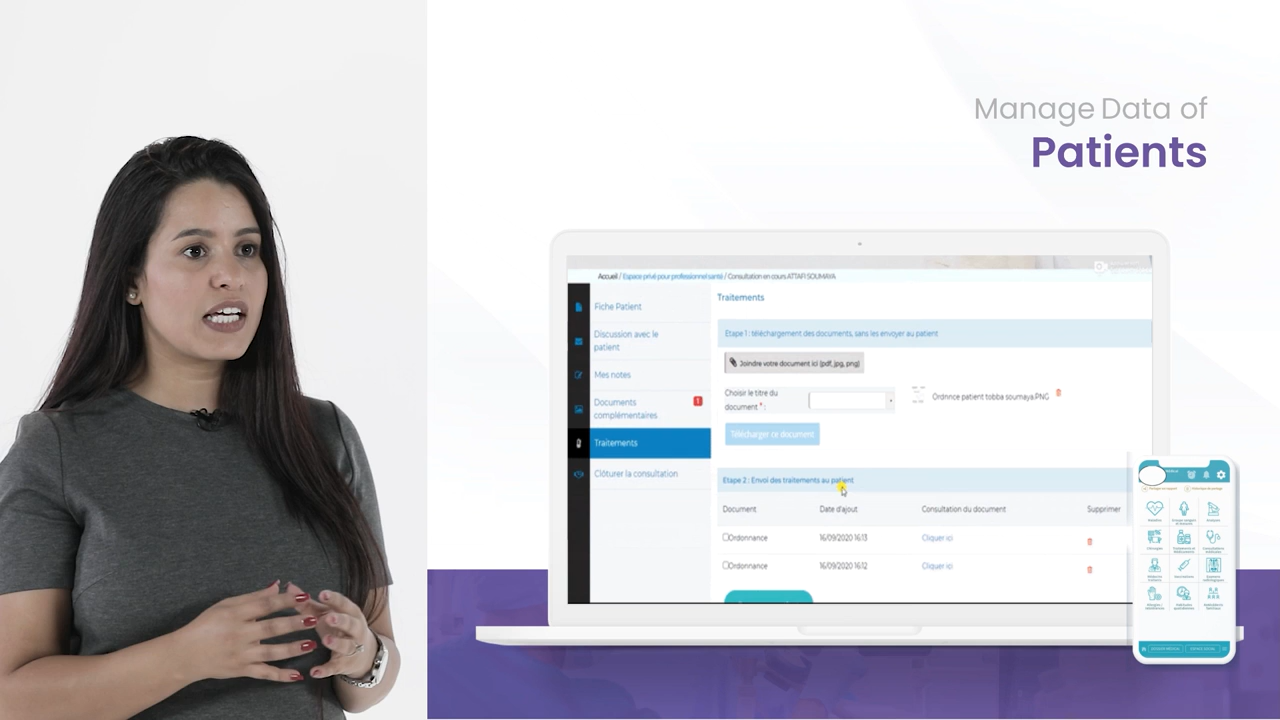 Manage Data of
Patients
Accueil / Espace privé pour professionnel santé / Consultation en cours ATTAFI SOUMAYA
Fiche Patient
Discussion avec le
patient
Mes notes
Documents
complémentaires
1
Traitements
Clôturer la consultation
Traitements
Etape 1 : téléchargement des documents, sans les envoyer au patient
Joindre votre document ici (pdf, jpg, png)
Choisir le titre du
document * :
Ordnnce patient tobba soumaya.PNG
Télécharger ce document
Etape 2 : Envoi des traitements au patient
Document
Date d'ajout
Consultation du document
Supprimer
Ordonnance
16/09/2020 16:13
Cliquer ici
Ordonnance
16/09/2020 16:12
Cliquer ici